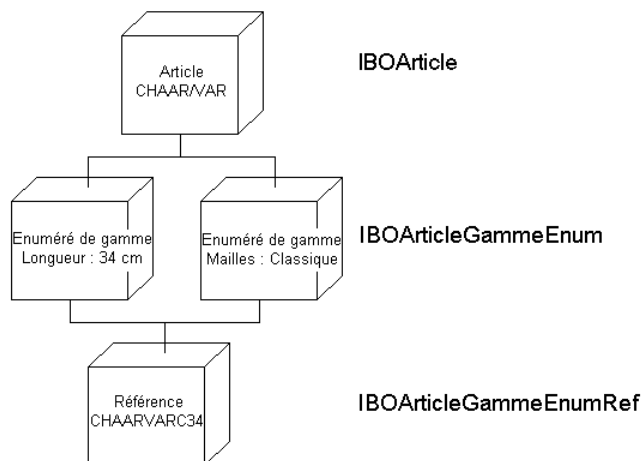 Article
CHAAR/VAR
IBOArticle
Enuméré de gamme
Longueur : 34 cm
Enuméré de gamme
Mailles : Classique
IBOArticleGammeEnum
Référence
CHAARVARC34
IBOArticleGammeEnumRef